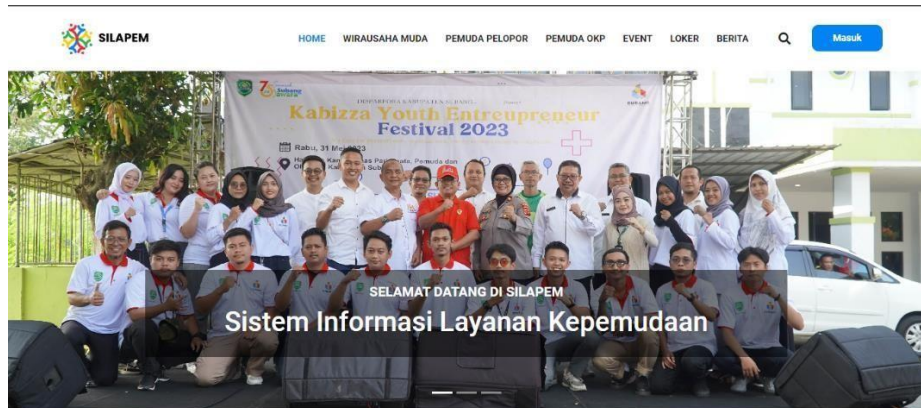 SILAPEM
HOME WIRAUSAHA MUDA PEMUDA PELOPOR PEMUDA OKP EVENT LOKER BERITA
Masuk
Kabizza Youth Entreupreneur
Festival 2023
Rabu, 31 Mei 2023
SELAMAT DATANG DI SILAPEM
Sistem Informasi Layanan Kepemudaan